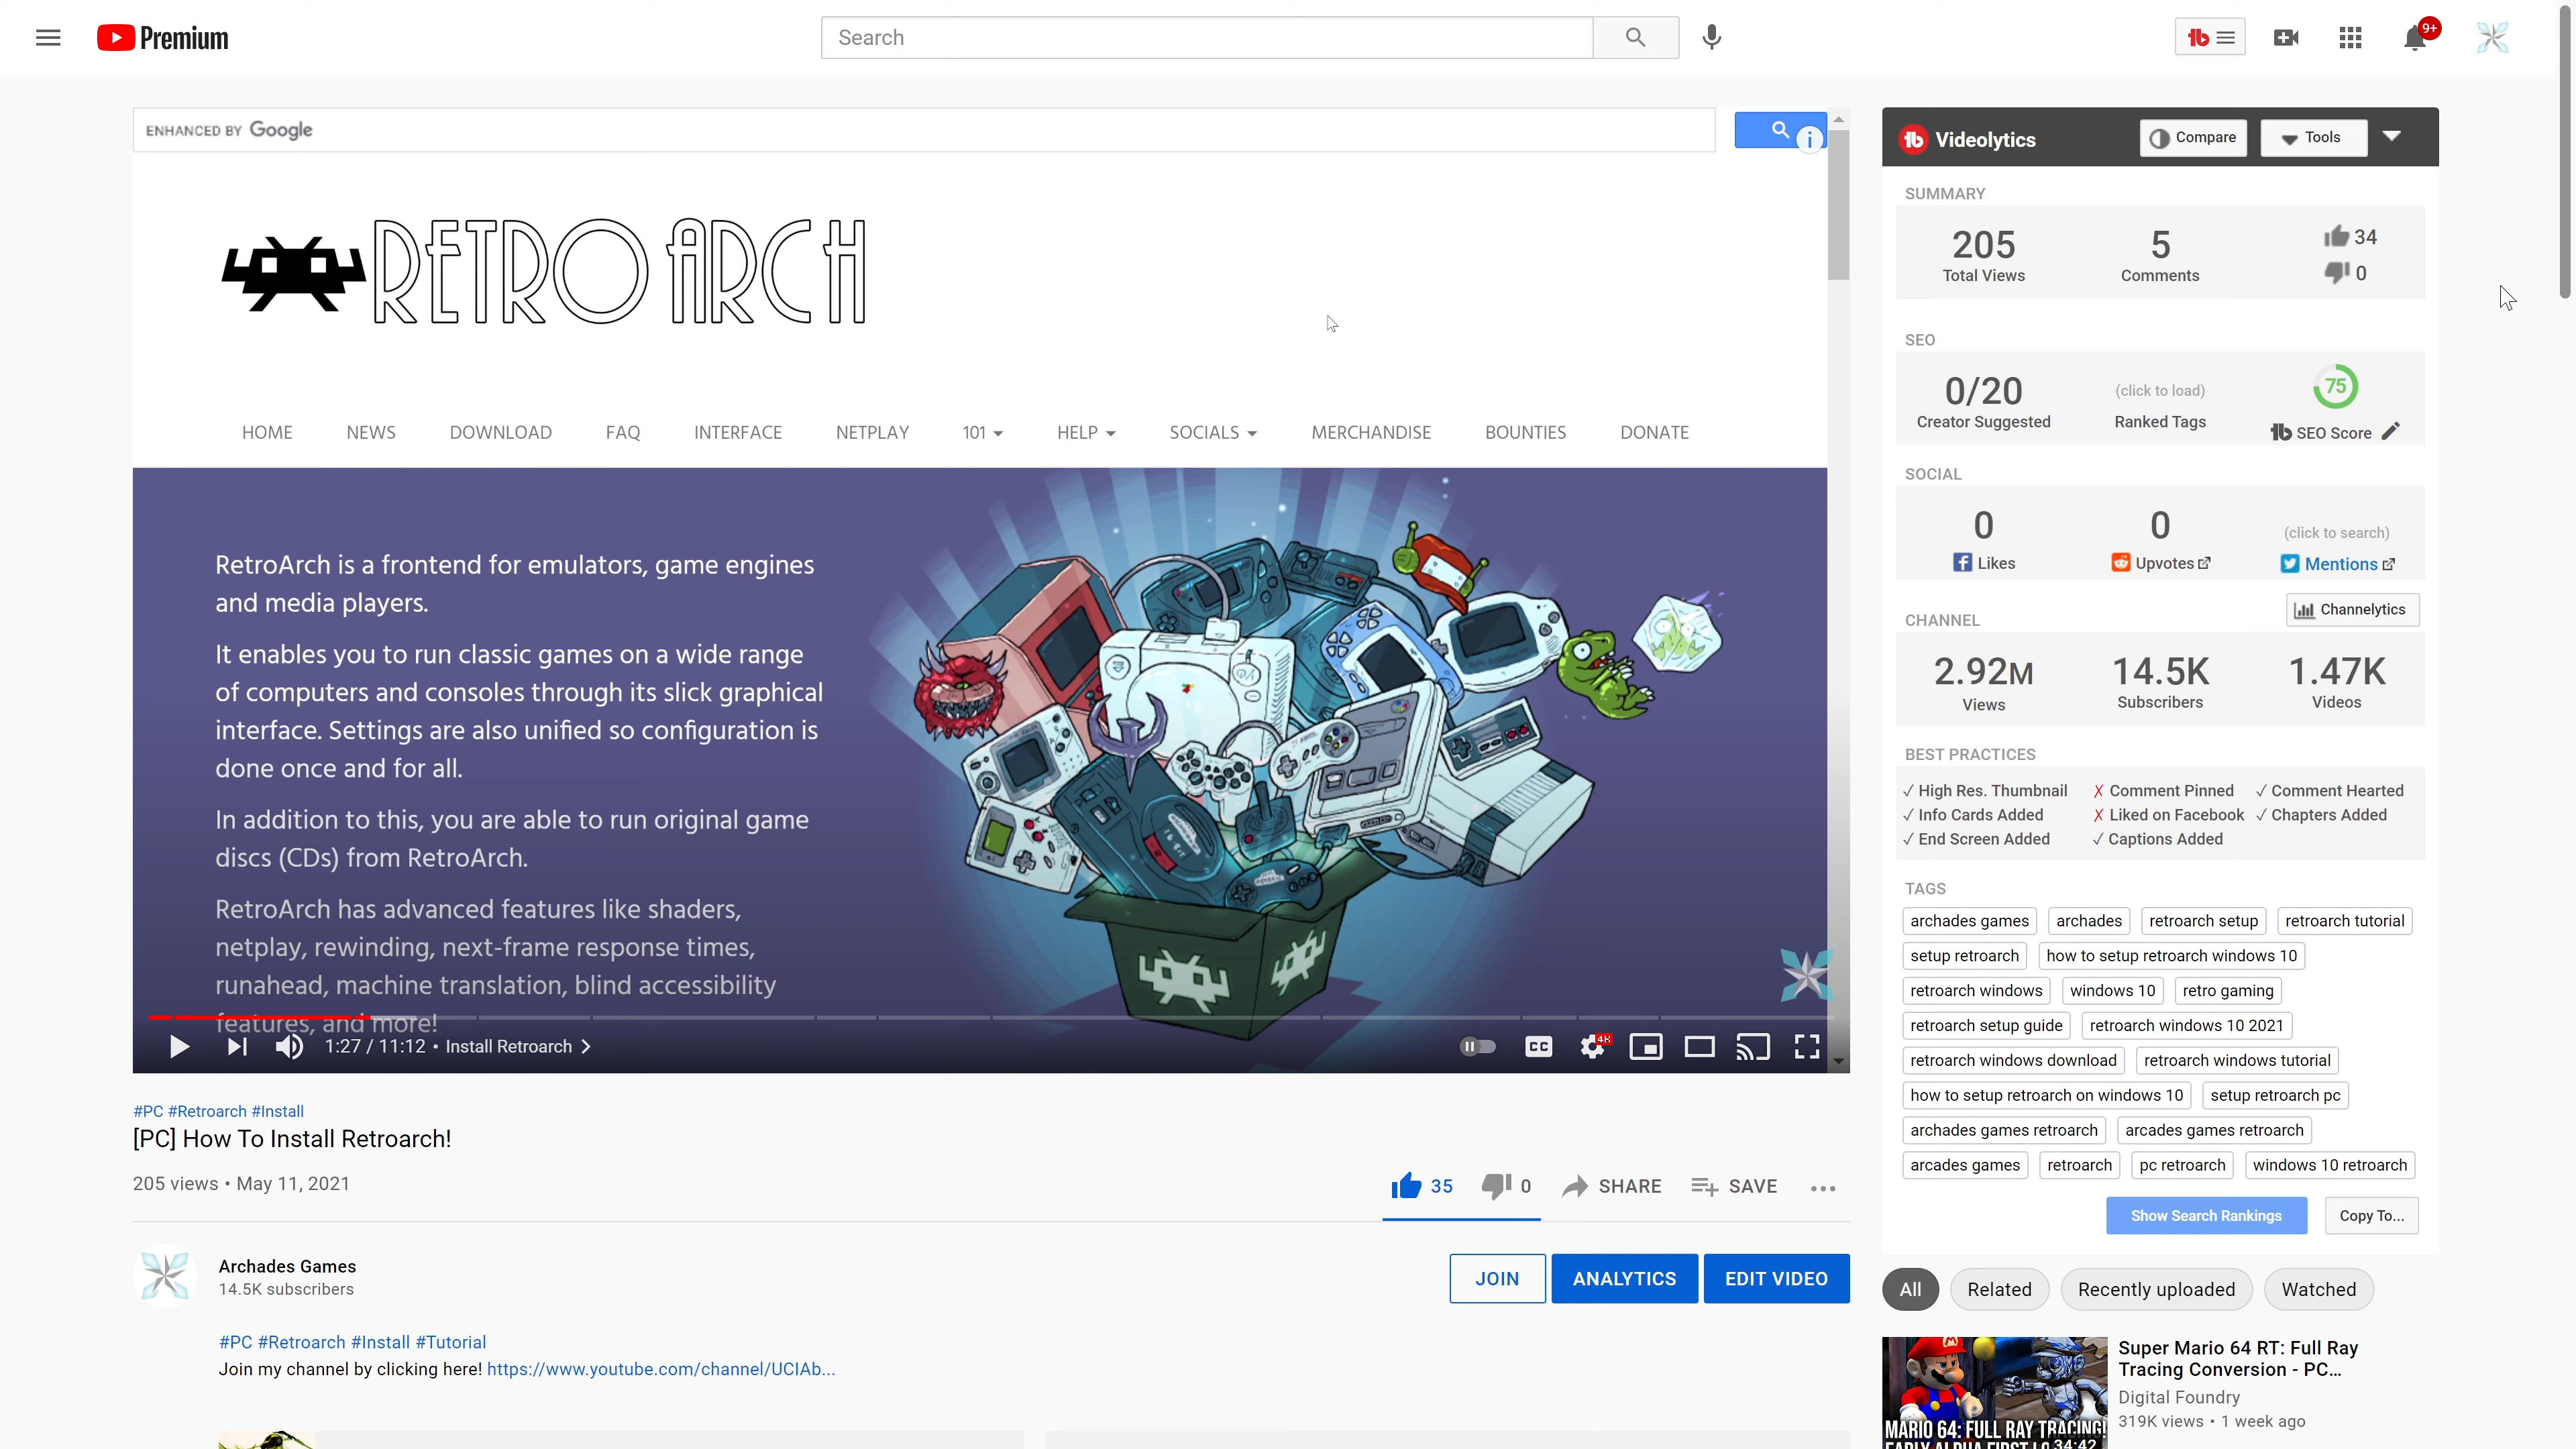 Premium
Search
9+
ENHANCED BY Google
RETROARCH
HOME NEWS DOWNLOAD FAQ INTERFACE NETPLAY 101 HELP SOCIALS MERCHANDISE BOUNTIES DONATE
RetroArch is a frontend for emulators, game engines
and media players.
It enables you to run classic games on a wide range
of computers and consoles through its slick graphical
interface. Settings are also unified so configuration is
done once and for all.
In addition to this, you are able to run original game
discs (CDs) from RetroArch.
RetroArch has advanced features like shaders,
netplay, rewinding, next-frame response times,
runahead, machine translation, blind accessibility
features, and more!
1:27 / 11:12 • Install Retroarch
CC
4K
#PC #Retroarch #Install
[PC] How To Install Retroarch!
205 views • May 11, 2021
35 0 SHARE SAVE
Archades Games
14.5K subscribers
JOIN ANALYTICS EDIT VIDEO
#PC #Retroarch #Install #Tutorial
Join my channel by clicking here! https://www.youtube.com/channel/UCIAb...
Videolytics Compare Tools
SUMMARY
205 5 34
Total Views Comments 0
SEO
0/20 (click to load) 75
Creator Suggested Ranked Tags SEO Score
SOCIAL
0 0 (click to search)
Likes Upvotes Mentions
CHANNEL Channelytics
2.92M 14.5K 1.47K
Views Subscribers Videos
BEST PRACTICES
✓ High Res. Thumbnail ✗ Comment Pinned ✓ Comment Hearted
✓ Info Cards Added ✗ Liked on Facebook ✓ Chapters Added
✓ End Screen Added ✓ Captions Added
TAGS
archades games archades retroarch setup retroarch tutorial
setup retroarch how to setup retroarch windows 10
retroarch windows windows 10 retro gaming
retroarch setup guide retroarch windows 10 2021
retroarch windows download retroarch windows tutorial
how to setup retroarch on windows 10 setup retroarch pc
archades games retroarch arcades games retroarch
arcades games retroarch pc retroarch windows 10 retroarch
Show Search Rankings Copy To...
All Related Recently uploaded Watched
Super Mario 64 RT: Full Ray
Tracing Conversion - PC...
Digital Foundry
319K views • 1 week ago
MARIO 64: FULL RAY TRACING!
34:42